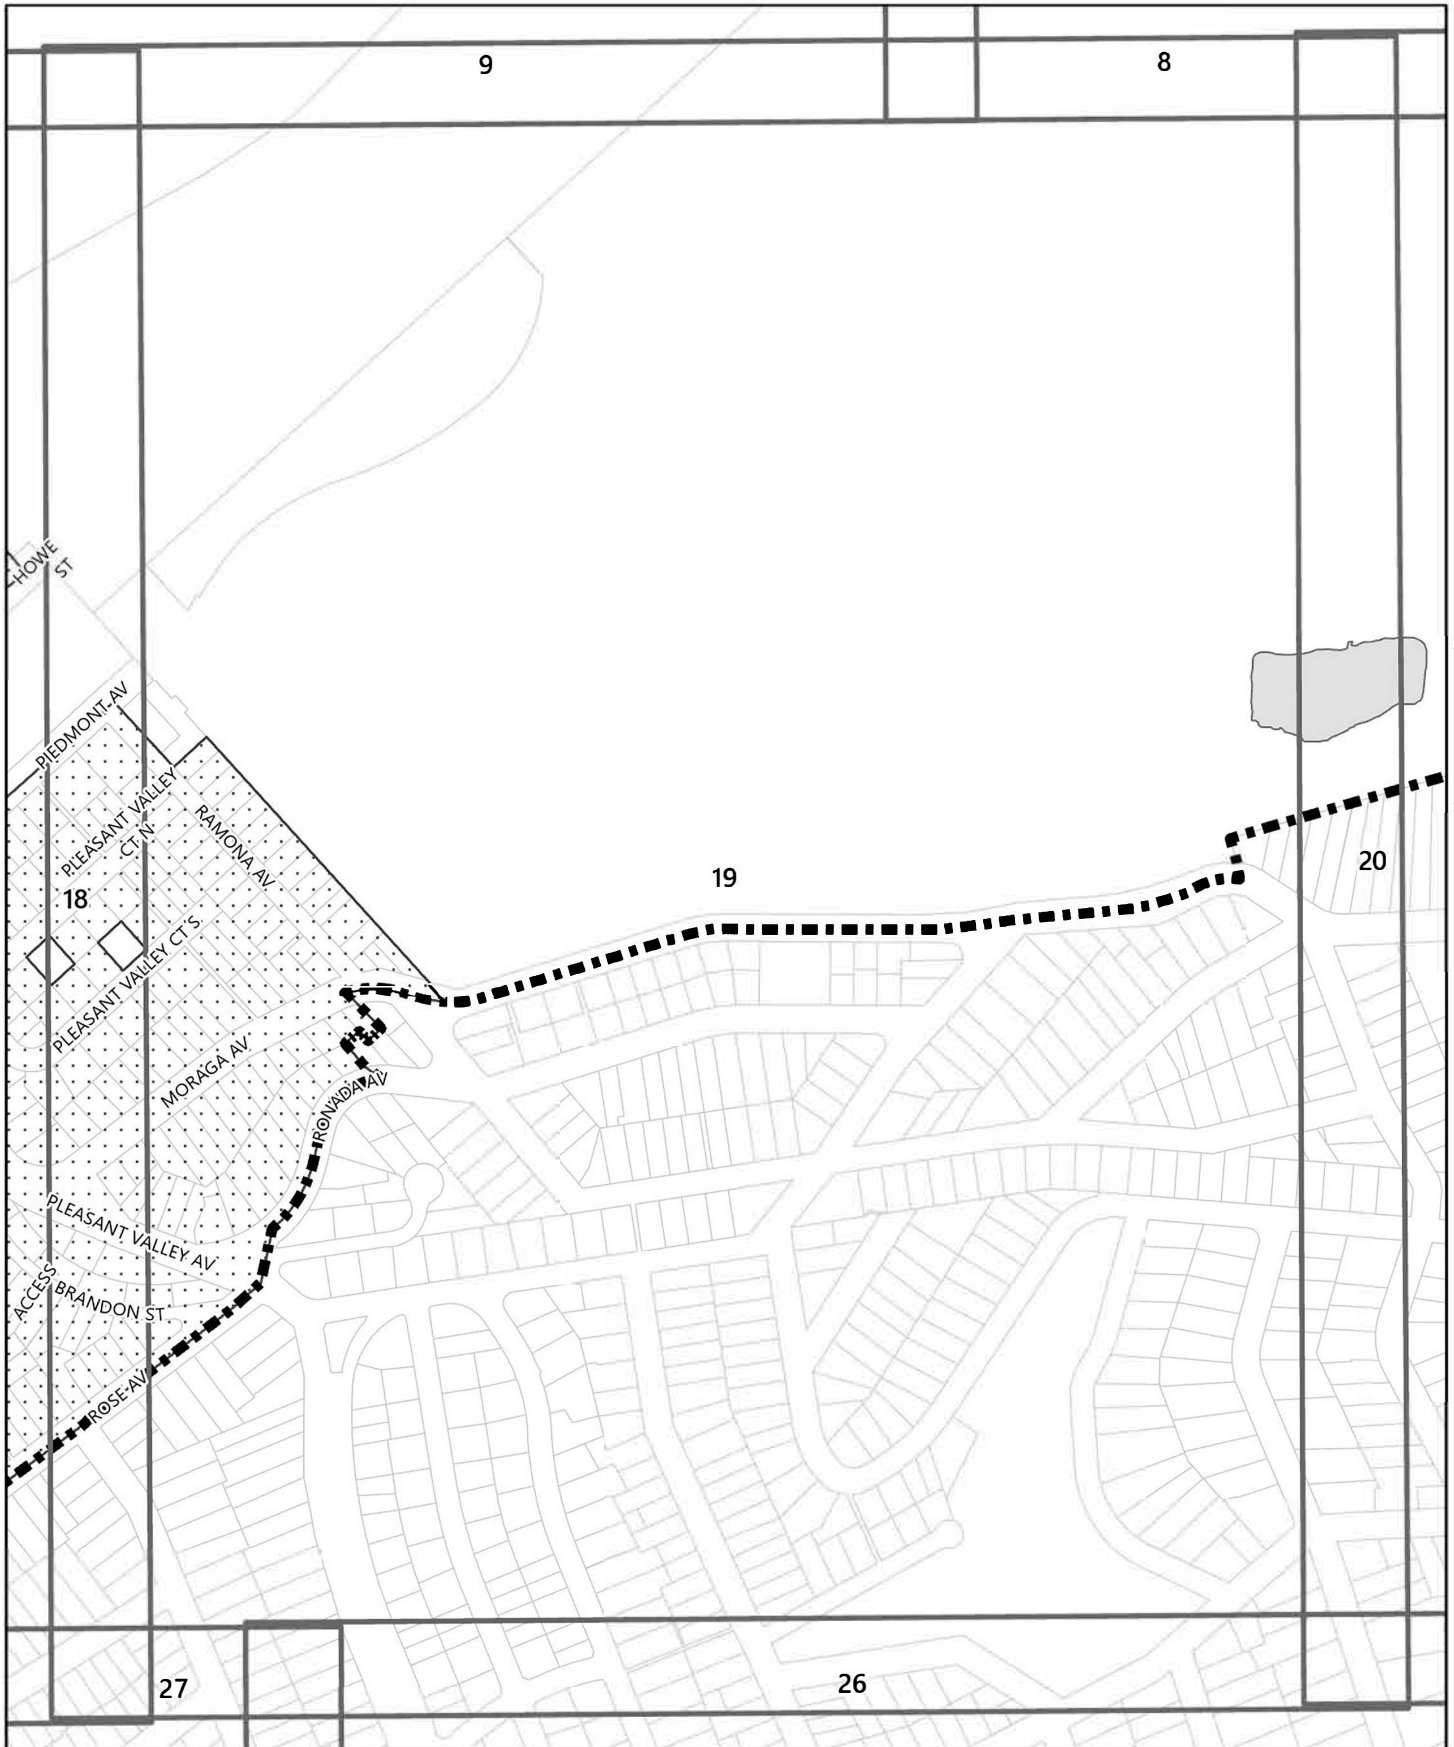 9
8
HOWE
ST
PIEDMONT AV
PLEASANT VALLEY
CT N
RAMONA AV
19
20
18
PLEASANT VALLEY CT S
MORAGA AV
RONADA AV
PLEASANT VALLEY AV
ACCESS
BRANDON ST
ROSE AV
27
26